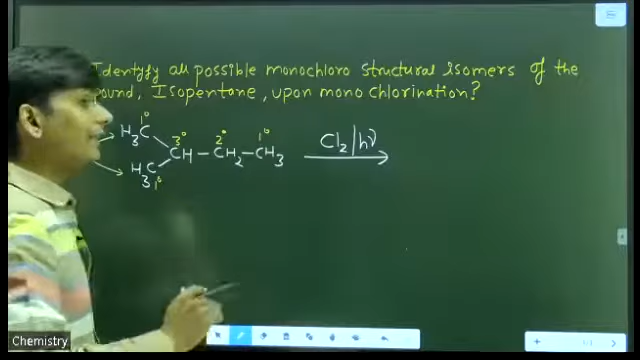 Identify all possible monochloro structural isomers of the
ound, Isopentane, upon mono chlorination?
1° 3° 2° 1°
H3C
CH – CH2 – CH3 Cl2/hν
H3C
1°
Chemistry